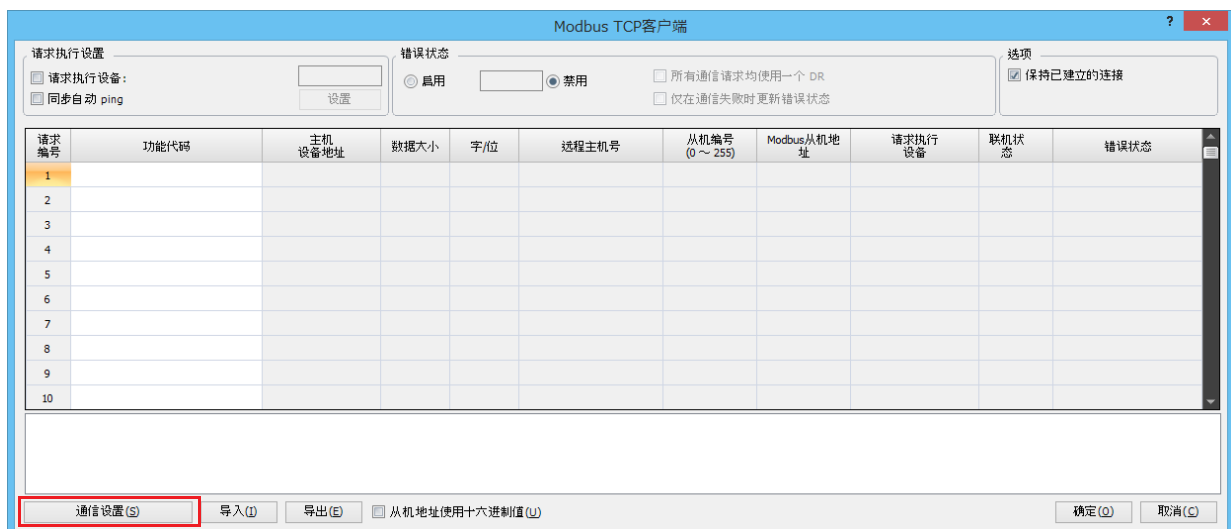 Modbus TCP客户端
?
×
请求执行设置
请求执行设备:
同步自动 ping
设置
错误状态
启用
禁用
所有通信请求均使用一个 DR
仅在通信失败时更新错误状态
选项
保持已建立的连接
请求
编号
功能代码
主机
设备地址
数据大小
字/位
远程主机号
从机编号
(0 ～ 255)
Modbus从机地
址
请求执行
设备
联机状
态
错误状态
1
2
3
4
5
6
7
8
9
10
通信设置(S)
导入(I)
导出(E)
从机地址使用十六进制值(U)
确定(O)
取消(C)